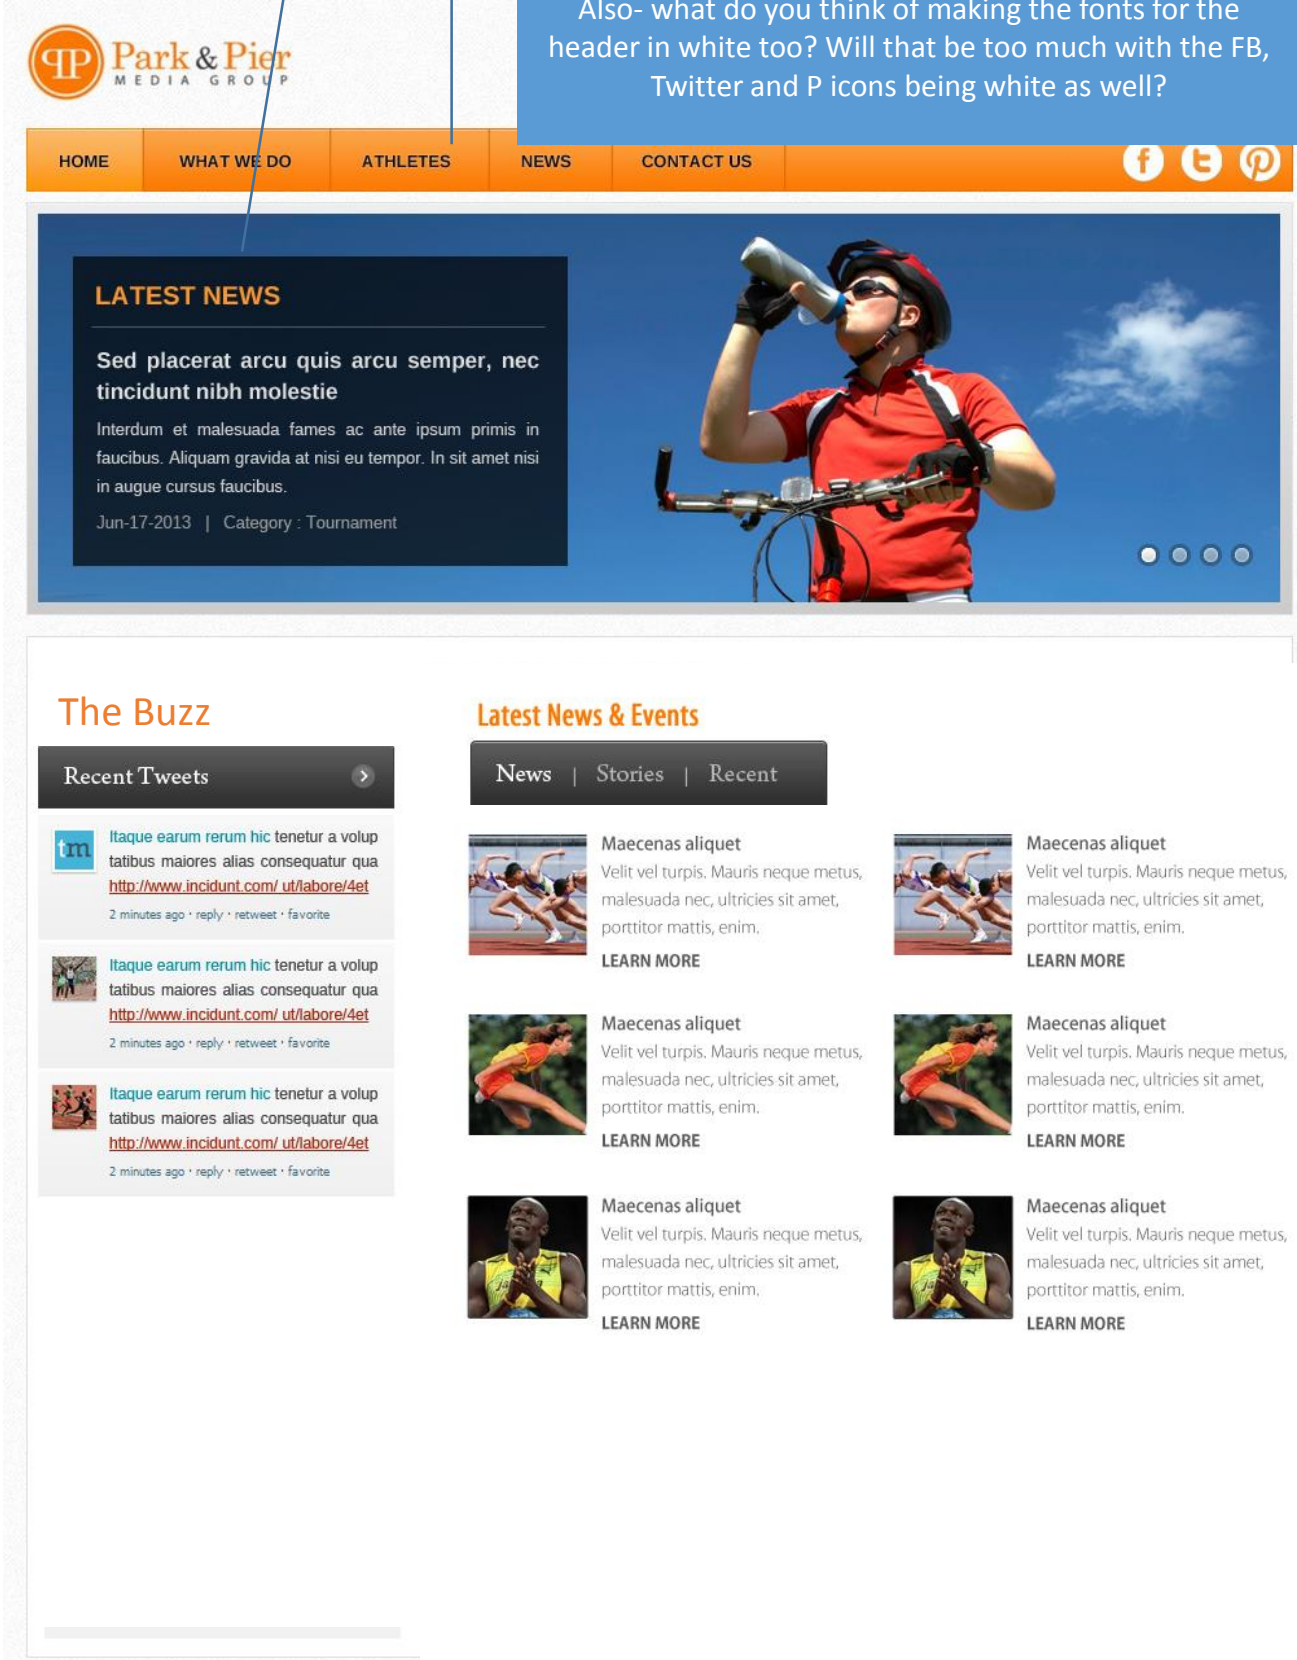 Also- what do you think of making the fonts for the
header in white too? Will that be too much with the FB,
Twitter and P icons being white as well?
Park & Pier
MEDIA GROUP
HOME WHAT WE DO ATHLETES NEWS CONTACT US
LATEST NEWS
Sed placerat arcu quis arcu semper, nec
tincidunt nibh molestie
Interdum et malesuada fames ac ante ipsum primis in
faucibus. Aliquam gravida at nisi eu tempor. In sit amet nisi
in augue cursus faucibus.
Jun-17-2013 | Category : Tournament
The Buzz
Recent Tweets
tm
Itaque earum rerum hic tenetur a volup
tatibus maiores alias consequatur qua
http://www.incidunt.com/ ut/labore/4et
2 minutes ago · reply · retweet · favorite
Itaque earum rerum hic tenetur a volup
tatibus maiores alias consequatur qua
http://www.incidunt.com/ ut/labore/4et
2 minutes ago · reply · retweet · favorite
Itaque earum rerum hic tenetur a volup
tatibus maiores alias consequatur qua
http://www.incidunt.com/ ut/labore/4et
2 minutes ago · reply · retweet · favorite
Latest News & Events
News | Stories | Recent
Maecenas aliquet
Velit vel turpis. Mauris neque metus,
malesuada nec, ultricies sit amet,
porttitor mattis, enim.
LEARN MORE
Maecenas aliquet
Velit vel turpis. Mauris neque metus,
malesuada nec, ultricies sit amet,
porttitor mattis, enim.
LEARN MORE
Maecenas aliquet
Velit vel turpis. Mauris neque metus,
malesuada nec, ultricies sit amet,
porttitor mattis, enim.
LEARN MORE
Maecenas aliquet
Velit vel turpis. Mauris neque metus,
malesuada nec, ultricies sit amet,
porttitor mattis, enim.
LEARN MORE
Maecenas aliquet
Velit vel turpis. Mauris neque metus,
malesuada nec, ultricies sit amet,
porttitor mattis, enim.
LEARN MORE
Maecenas aliquet
Velit vel turpis. Mauris neque metus,
malesuada nec, ultricies sit amet,
porttitor mattis, enim.
LEARN MORE